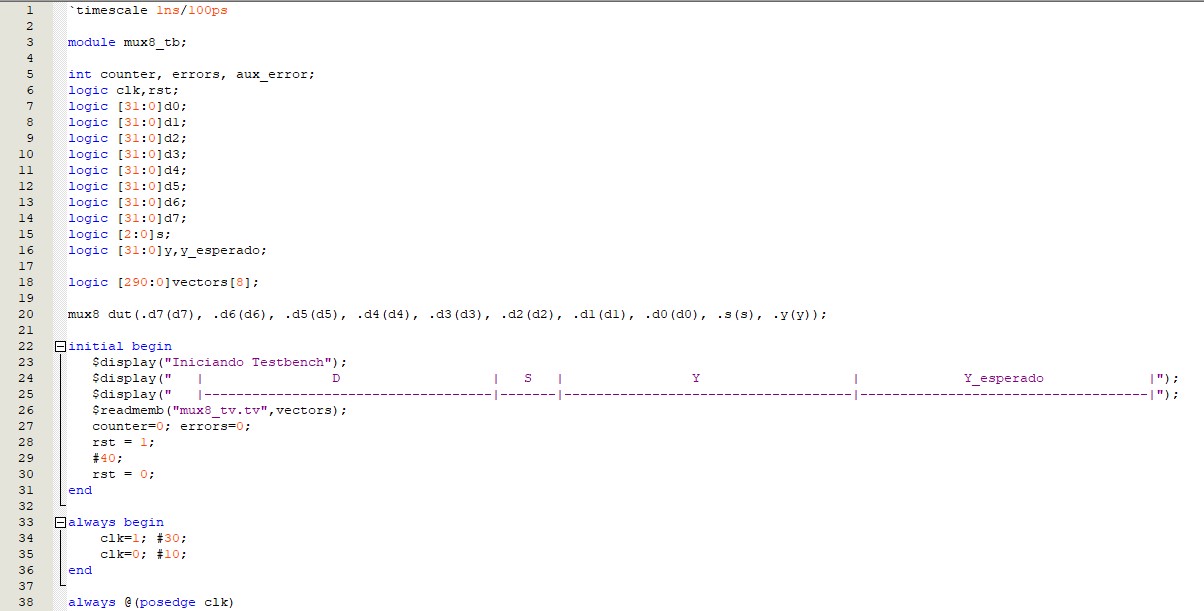 1 `timescale 1ns/100ps
2
3 module mux8_tb;
4
5 int counter, errors, aux_error;
6 logic clk,rst;
7 logic [31:0]d0;
8 logic [31:0]d1;
9 logic [31:0]d2;
10 logic [31:0]d3;
11 logic [31:0]d4;
12 logic [31:0]d5;
13 logic [31:0]d6;
14 logic [31:0]d7;
15 logic [2:0]s;
16 logic [31:0]y,y_esperado;
17
18 logic [290:0]vectors[8];
19
20 mux8 dut(.d7(d7), .d6(d6), .d5(d5), .d4(d4), .d3(d3), .d2(d2), .d1(d1), .d0(d0), .s(s), .y(y));
21
22 initial begin
23    $display("Iniciando Testbench");
24    $display("   |                D                   |   S   |                Y                   |             Y_esperado             |");
25    $display("   |------------------------------------|-------|------------------------------------|------------------------------------|");
26    $readmemb("mux8_tv.tv",vectors);
27    counter=0; errors=0;
28    rst = 1;
29    #40;
30    rst = 0;
31 end
32
33 always begin
34     clk=1; #30;
35     clk=0; #10;
36 end
37
38 always @(posedge clk)